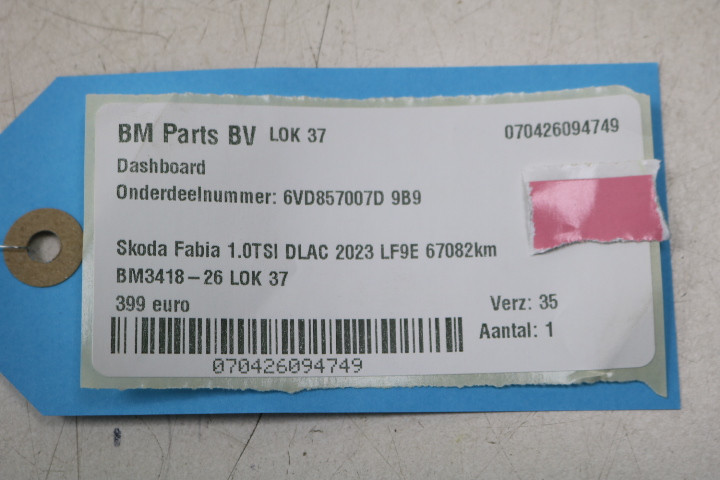 BM Parts BV LOK 37 070426094749
Dashboard
Onderdeelnummer: 6VD857007D 9B9
Skoda Fabia 1.0TSI DLAC 2023 LF9E 67082km
BM3418-26 LOK 37
399 euro Verz: 35
Aantal: 1
070426094749